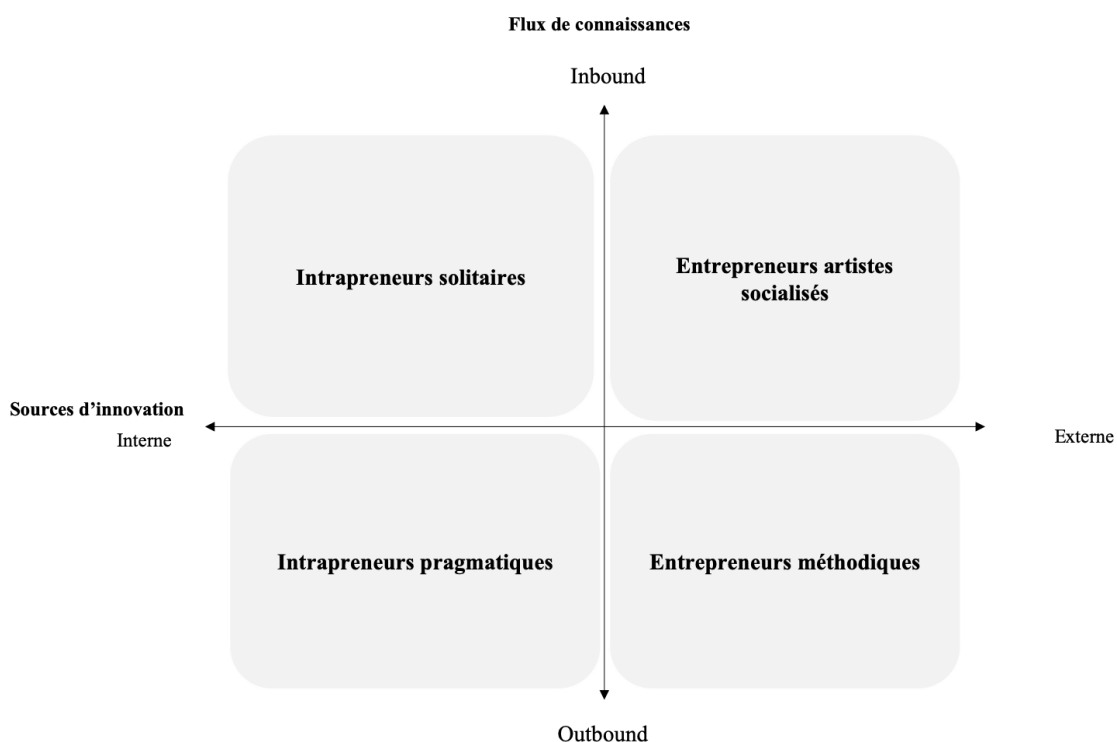 Flux de connaissances
Inbound
Intrapreneurs solitaires
Entrepreneurs artistes
socialisés
Sources d’innovation
Interne
Externe
Intrapreneurs pragmatiques
Entrepreneurs méthodiques
Outbound